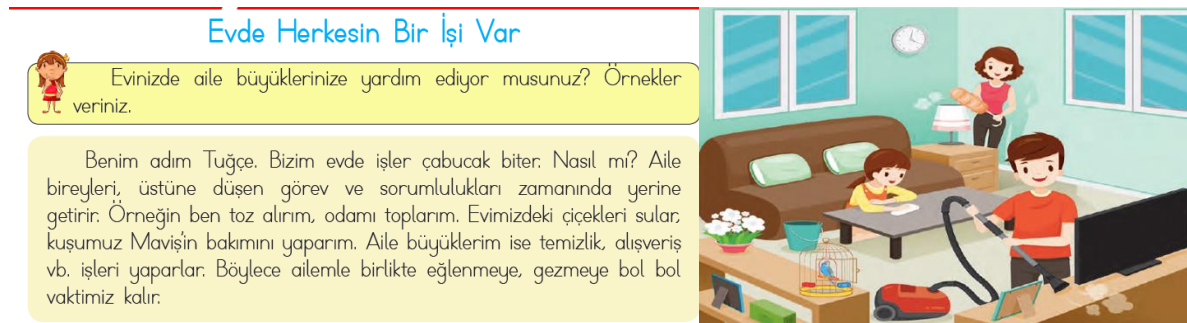 Evde Herkesin Bir İşi Var
Evinizde aile büyüklerinize yardım ediyor musunuz? Örnekler
veriniz.
Benim adım Tuğçe. Bizim evde işler çabucak biter. Nasıl mı? Aile
bireyleri, üstüne düşen görev ve sorumlulukları zamanında yerine
getirir. Örneğin ben toz alırım, odamı toplarım. Evimizdeki çiçekleri sular,
kuşumuz Maviş'in bakımını yaparım. Aile büyüklerim ise temizlik, alışveriş
vb. işleri yaparlar. Böylece ailemle birlikte eğlenmeye, gezmeye bol bol
vaktimiz kalır.